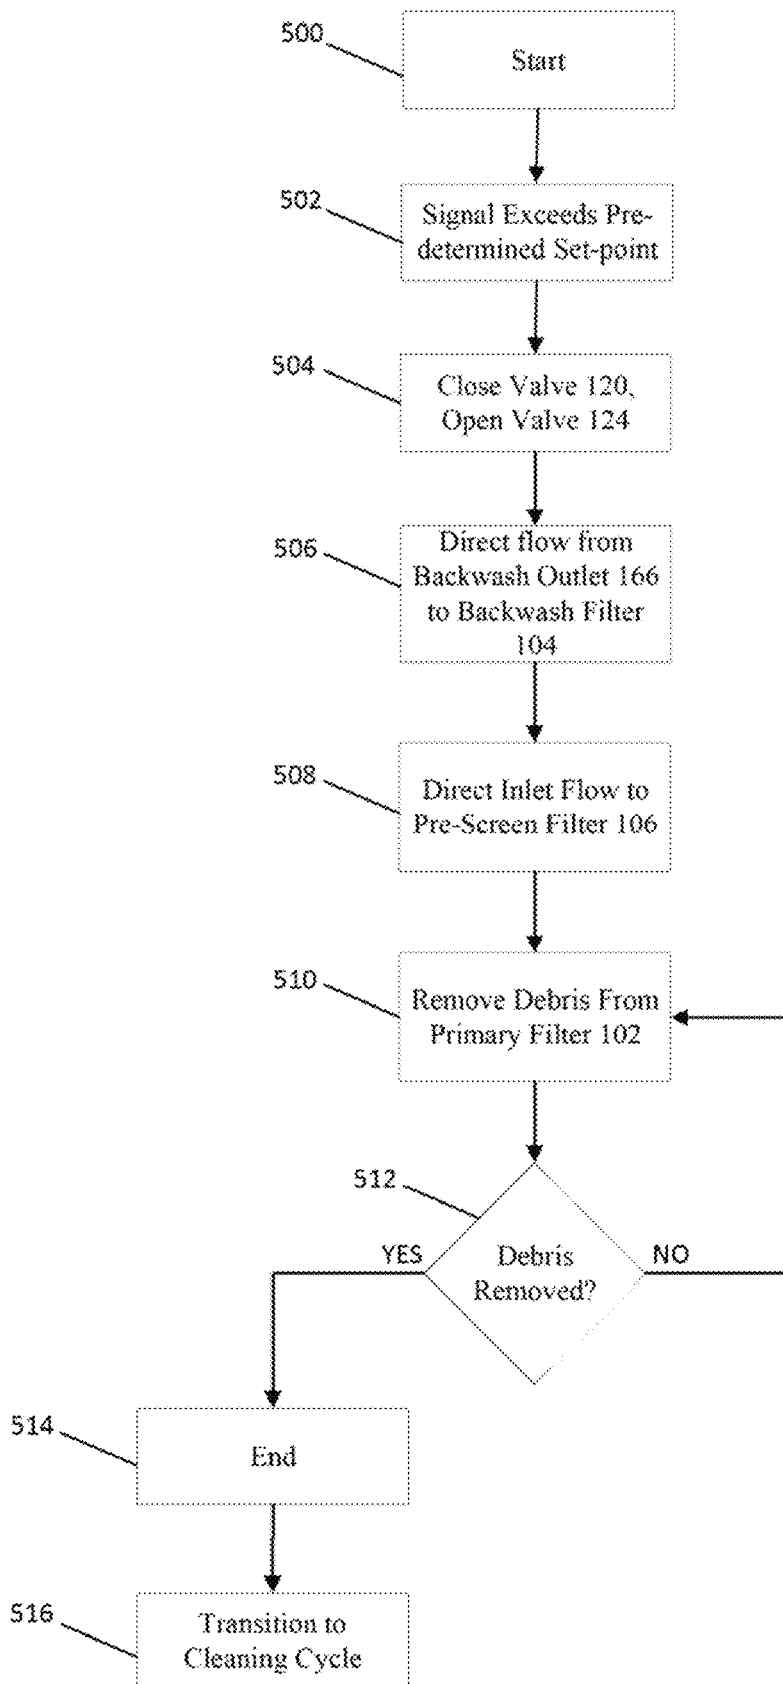 500
Start
502
Signal Exceeds Pre-
determined Set-point
504
Close Valve 120,
Open Valve 124
506
Direct flow from
Backwash Outlet 166
to Backwash Filter
104
508
Direct Inlet Flow to
Pre-Screen Filter 106
510
Remove Debris From
Primary Filter 102
512
YES
Debris
Removed?
NO
514
End
516
Transition to
Cleaning Cycle